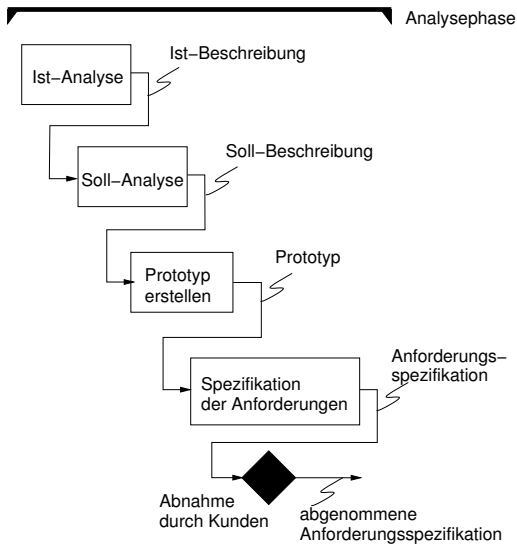 Analysephase
Ist–Beschreibung
Ist–Analyse
Soll–Beschreibung
Soll–Analyse
Prototyp
Prototyp
erstellen
Anforderungs–
spezifikation
Spezifikation
der Anforderungen
Abnahme
durch Kunden
abgenommene
Anforderungsspezifikation